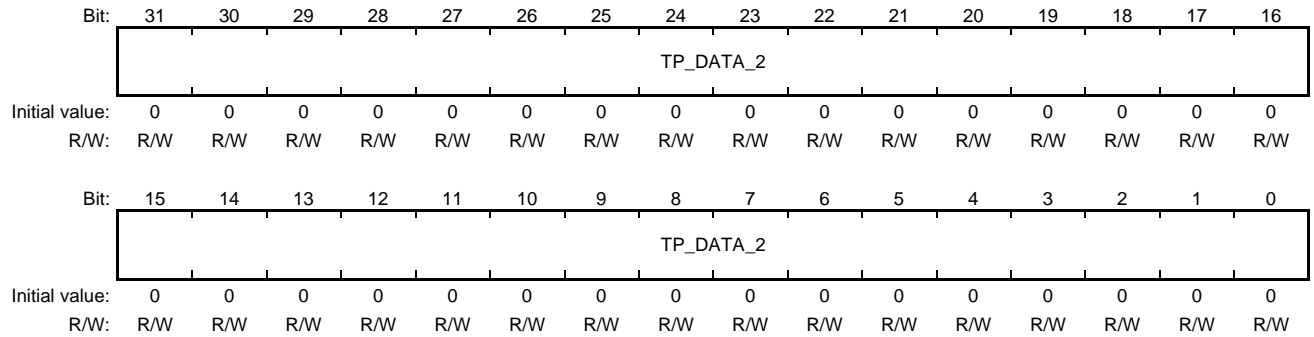 Bit: 31 30 29 28 27 26 25 24 23 22 21 20 19 18 17 16
TP_DATA_2
Initial value: 0 0 0 0 0 0 0 0 0 0 0 0 0 0 0 0
R/W: R/W R/W R/W R/W R/W R/W R/W R/W R/W R/W R/W R/W R/W R/W R/W R/W
Bit: 15 14 13 12 11 10 9 8 7 6 5 4 3 2 1 0
TP_DATA_2
Initial value: 0 0 0 0 0 0 0 0 0 0 0 0 0 0 0 0
R/W: R/W R/W R/W R/W R/W R/W R/W R/W R/W R/W R/W R/W R/W R/W R/W R/W